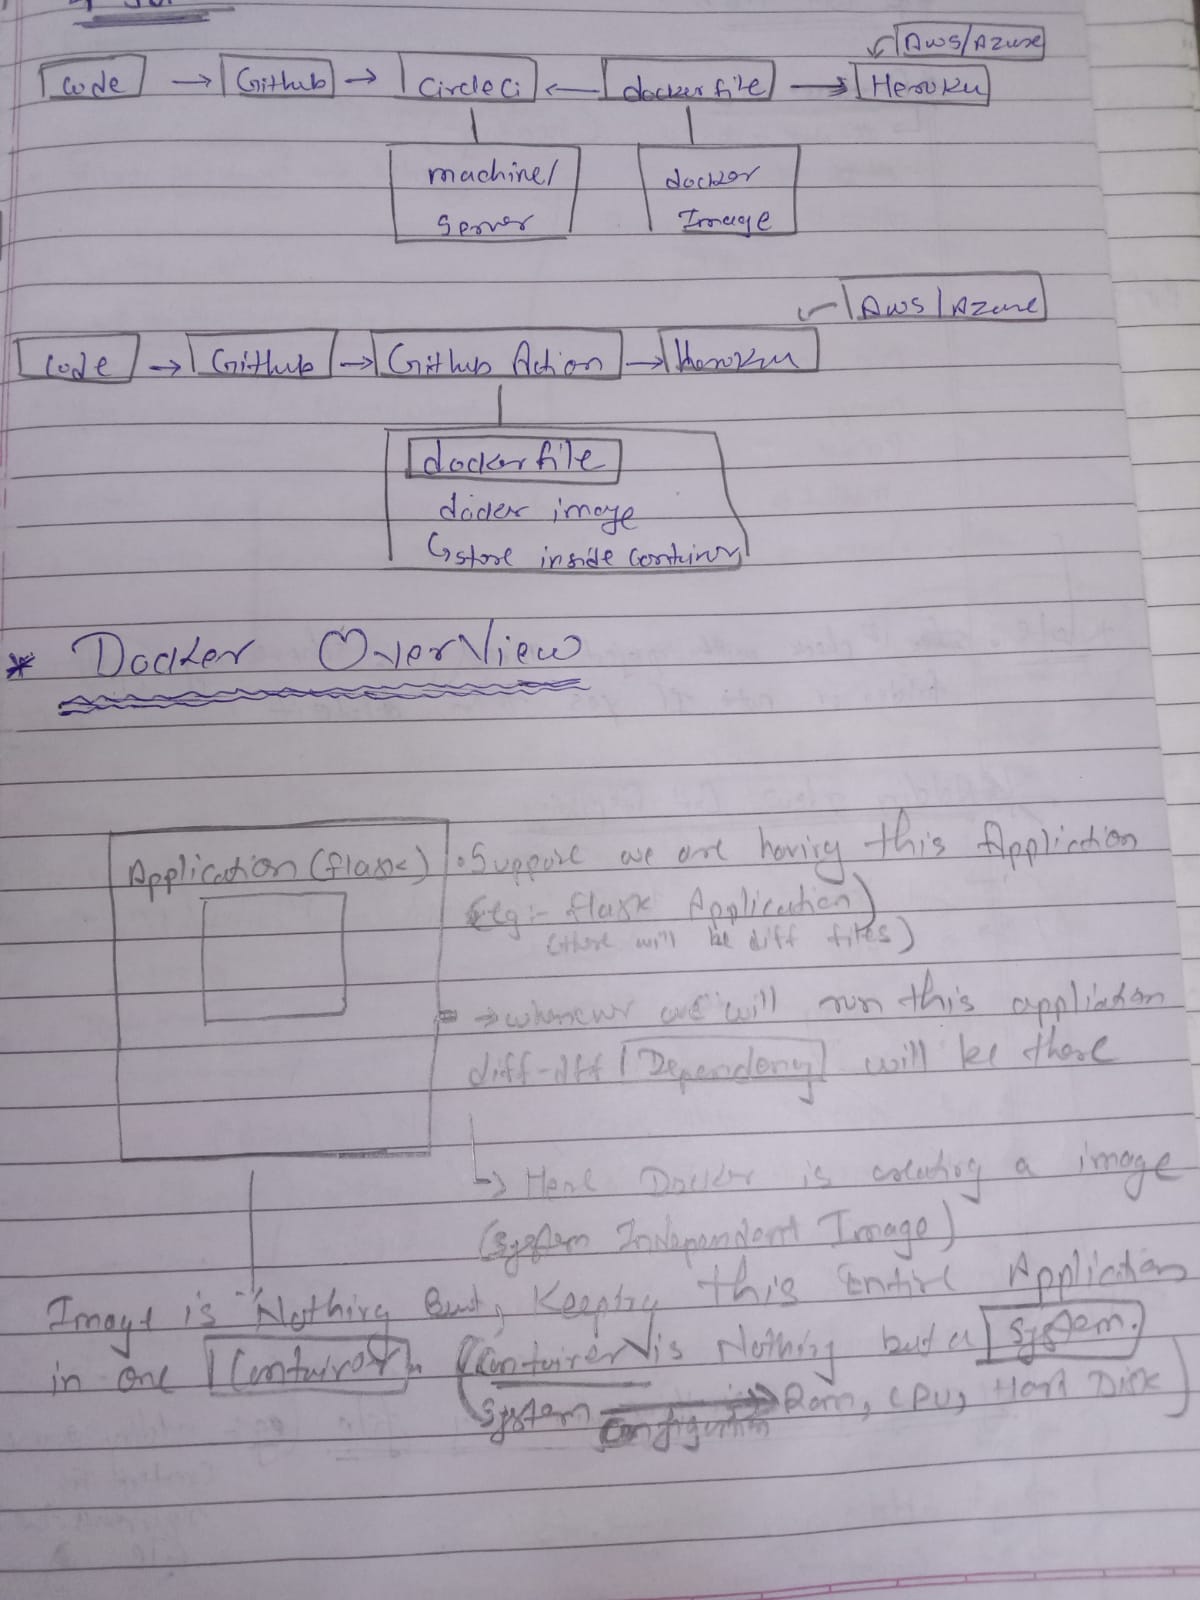 AWS/Azure
Code → Github → Circle Ci ← dockerfile → Heroku
machine/
Server
docker
Image
AWS/Azure
Code → Github → Github Action → Heroku
dockerfile
docker image
↳ store inside container
* Docker OverView
Application (flask)
• Suppose we are having this Application
(eg:- flask Application)
(there will be diff files)
→ whenever we will run this application
diff-diff Dependency will be there
↳ Here Docker is creating a image
(System Independent Image)
Image is "Nothing But, Keeping this Entire Application
in one Container. (Container is Nothing but a System.
System Configuration → Ram, CPU, Hard Disk)